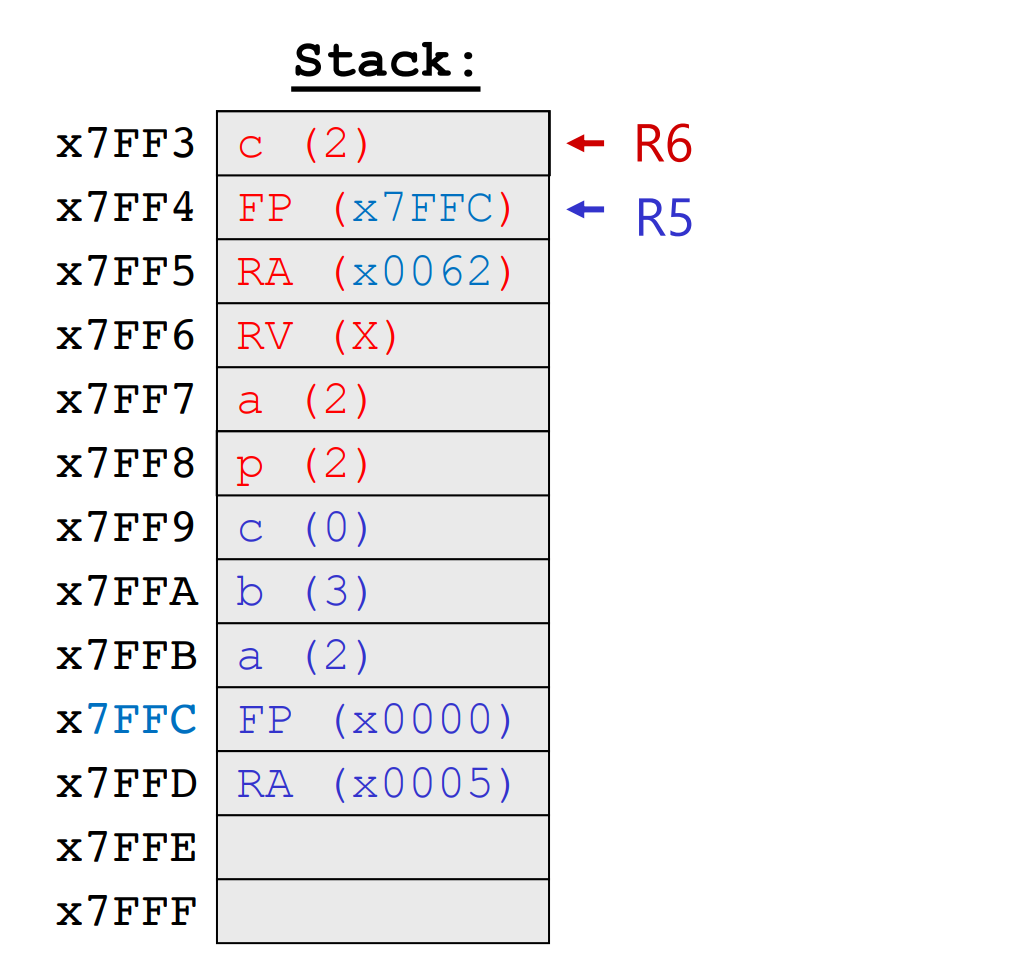 Stack:
x7FF3 c (2) R6
x7FF4 FP (x7FFC) R5
x7FF5 RA (x0062)
x7FF6 RV (X)
x7FF7 a (2)
x7FF8 p (2)
x7FF9 c (0)
x7FFA b (3)
x7FFB a (2)
x7FFC FP (x0000)
x7FFD RA (x0005)
x7FFE
x7FFF